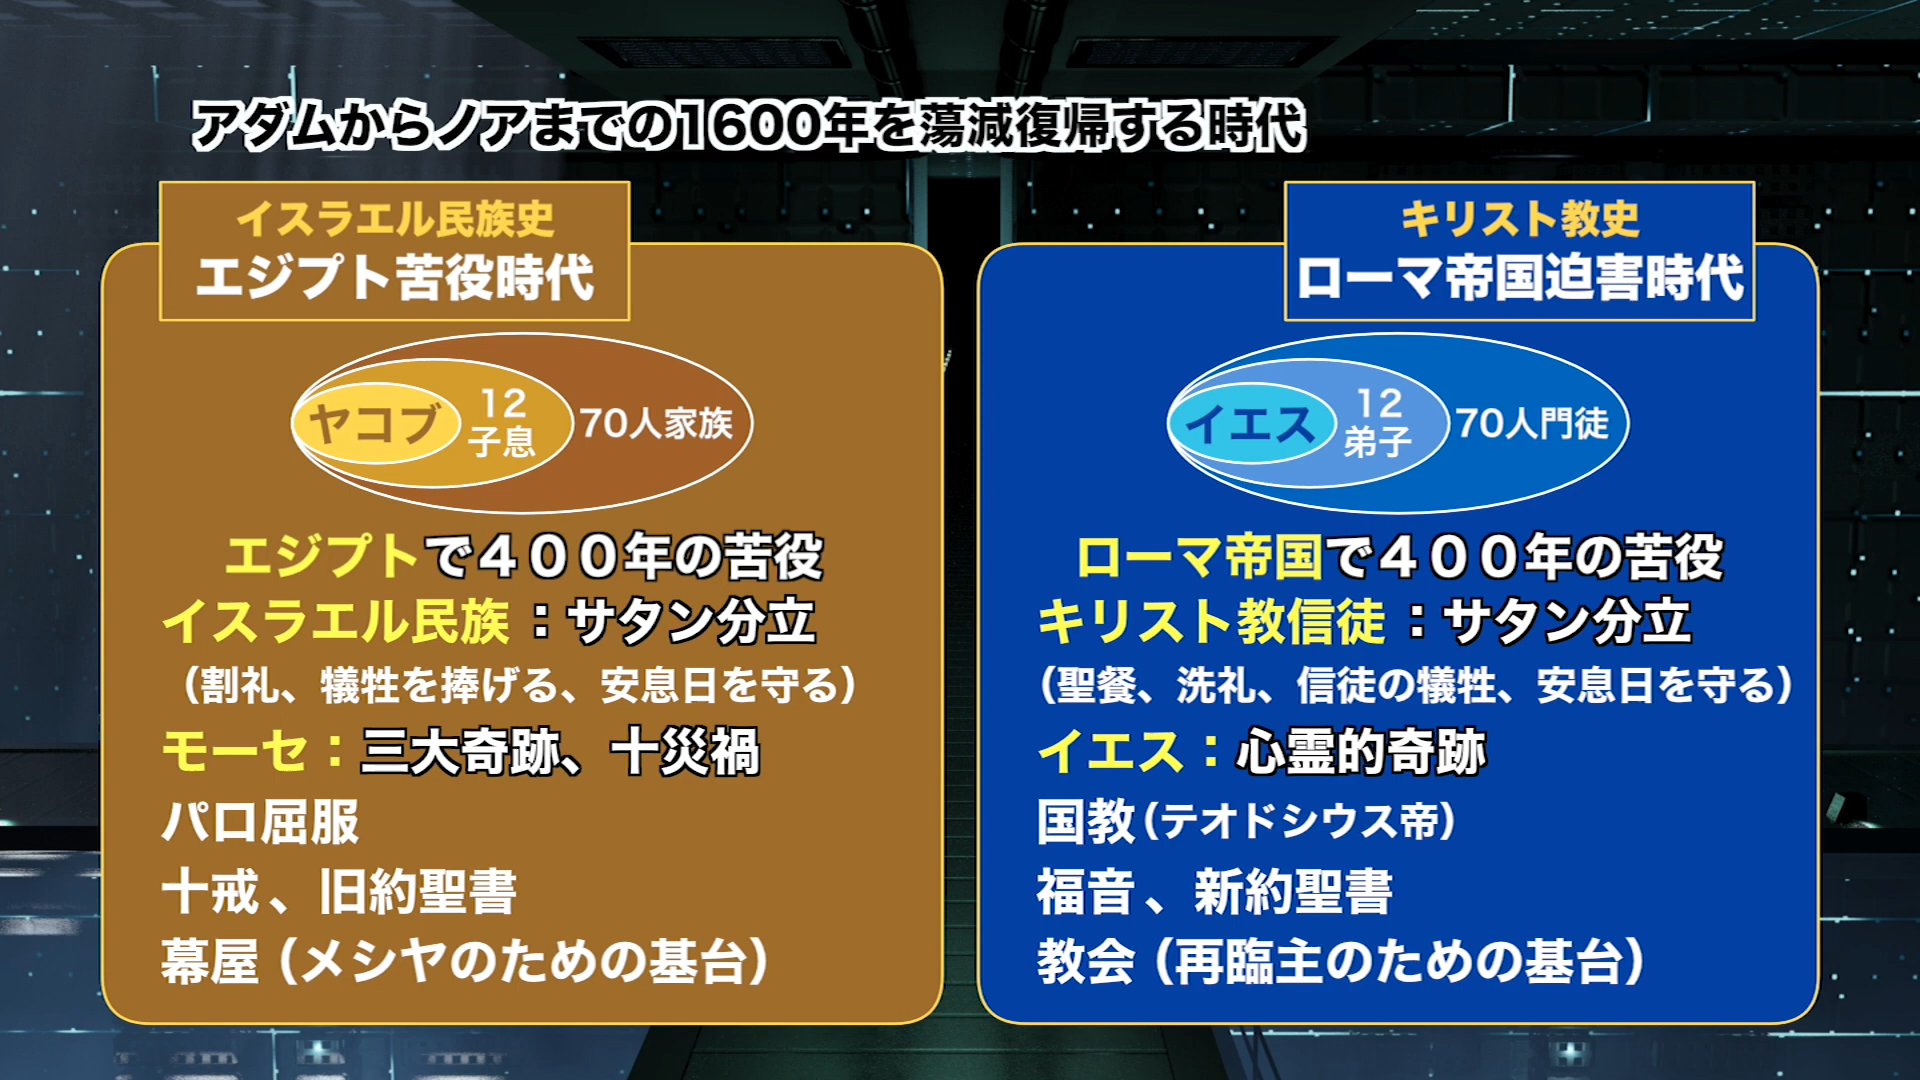 アダムからノアまでの1600年を蕩減復帰する時代
イスラエル民族史
エジプト苦役時代
ヤコブ
12
子息
70人家族
エジプトで４００年の苦役
イスラエル民族：サタン分立
（割礼、犠牲を捧げる、安息日を守る）
モーセ：三大奇跡、十災禍
パロ屈服
十戒、旧約聖書
幕屋（メシヤのための基台）
キリスト教史
ローマ帝国迫害時代
イエス
12
弟子
70人門徒
ローマ帝国で４００年の苦役
キリスト教信徒：サタン分立
（聖餐、洗礼、信徒の犠牲、安息日を守る）
イエス：心霊的奇跡
国教（テオドシウス帝）
福音、新約聖書
教会（再臨主のための基台）